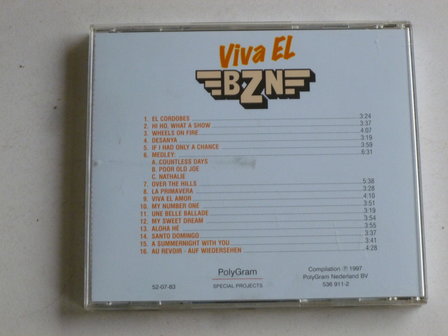 Viva EL
BZN
1. EL CORDOBES 3:24
2. HI NO, WHAT A SHOW 3:37
3. WHEELS ON FIRE 4:07
4. DESANYA 3:19
5. IF I HAD ONLY A CHANCE 3:59
6. MEDLEY: 6:31
A. COUNTLESS DAYS
B. POOR OLD JOE
C. NATHALIE
7. OVER THE HILLS 5:38
8. LA PRIMAVERA 3:28
9. VIVA EL AMOR 4:10
10. MY NUMBER ONE 3:51
11. UNE BELLE BALLADE 3:19
12. MY SWEET DREAM 3:54
13. ALOHA HÉ 3:55
14. SANTO DOMINGO 3:37
15. A SUMMERNIGHT WITH YOU 3:41
16. AU REVOIR - AUF WIEDERSEHEN 4:28
52-07-83
PolyGram
SPECIAL PROJECTS
Compilation ℗ 1997
PolyGram Nederland BV
536 911-2